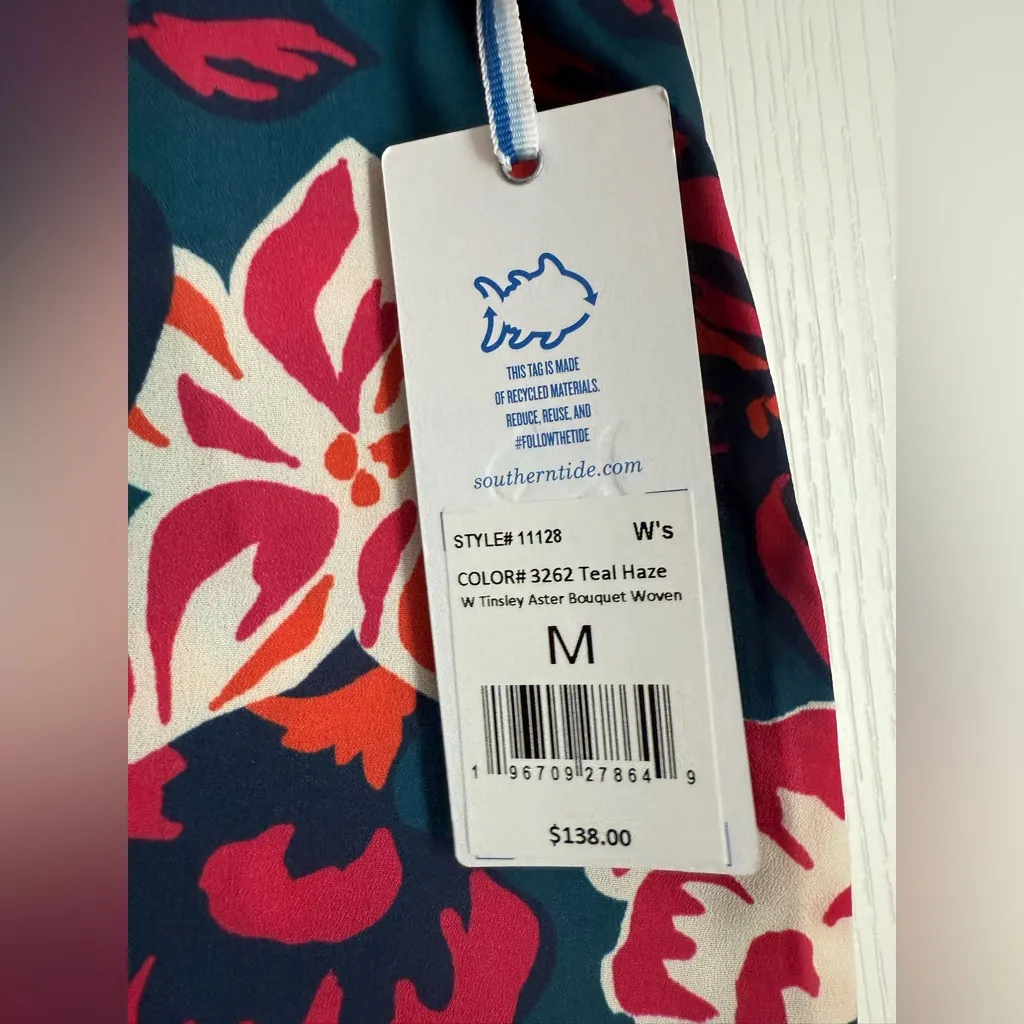 THIS TAG IS MADE
OF RECYCLED MATERIALS.
REDUCE, REUSE, AND
#FOLLOWTHETIDE
southerntide.com
STYLE# 11128 W's
COLOR# 3262 Teal Haze
W Tinsley Aster Bouquet Woven
M
1 96709 27864 9
$138.00